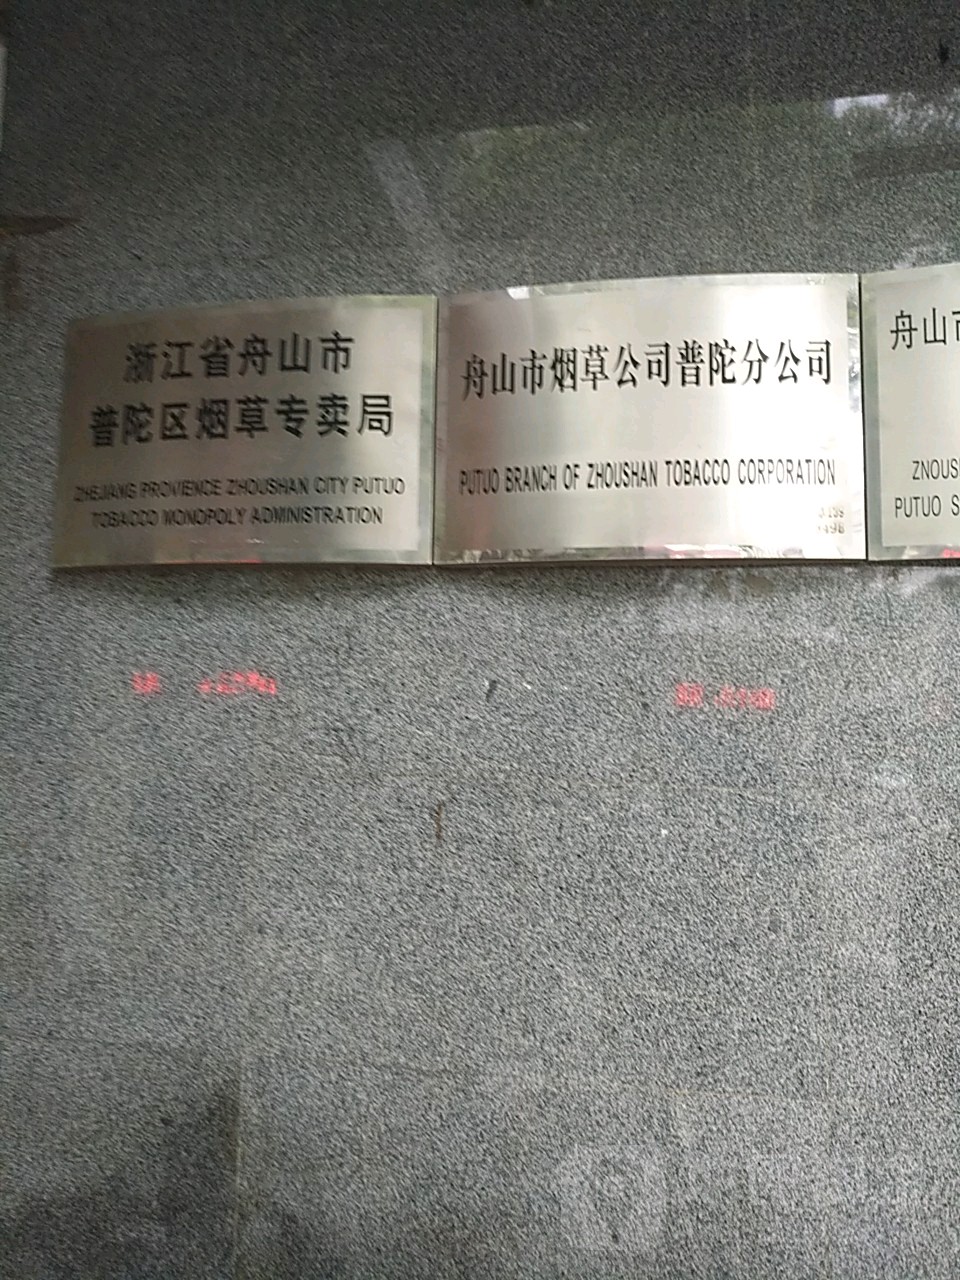 浙江省舟山市
普陀区烟草专卖局
ZHEJIANG PROVIENCE ZHOUSHAN CITY PUTUO
TOBACCO MONOPOLY ADMINISTRATION
舟山市烟草公司普陀分公司
PUTUO BRANCH OF ZHOUSHAN TOBACCO CORPORATION
舟山市
ZNOUS
PUTUO S